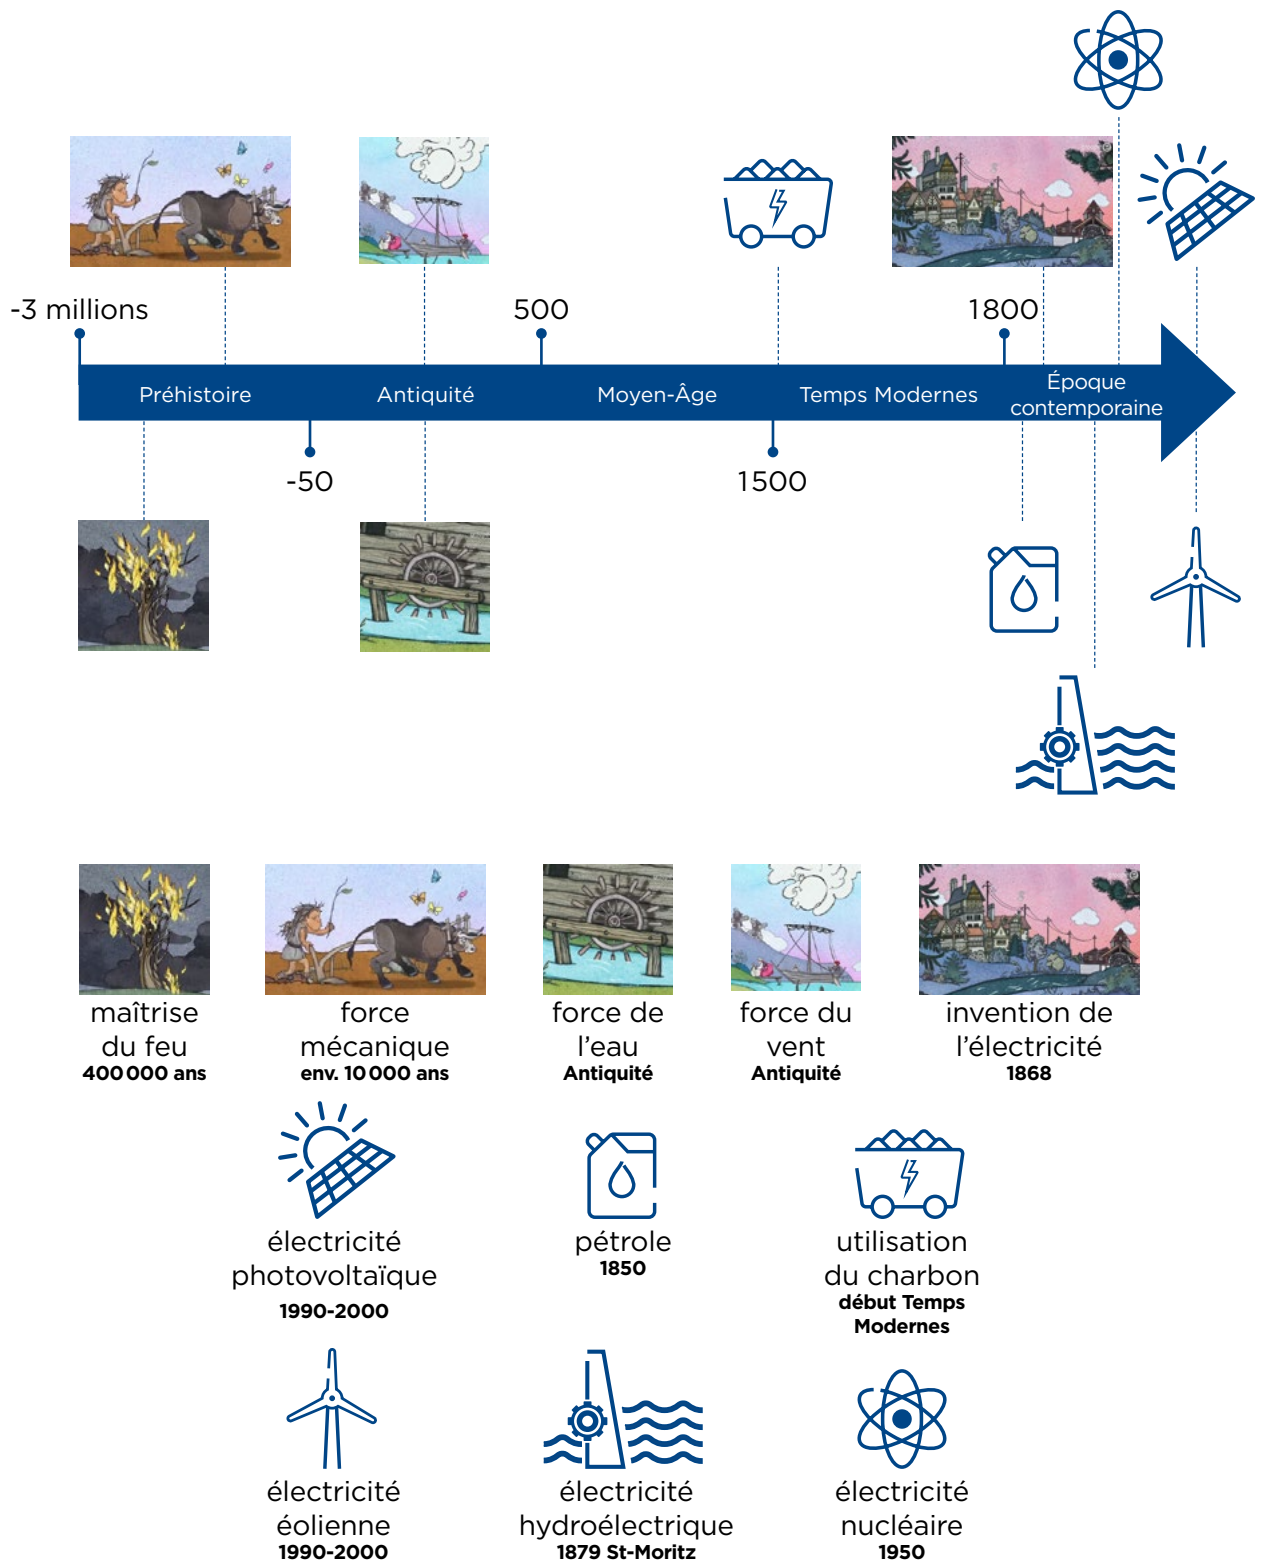 -3 millions
500
1800
Préhistoire
Antiquité
Moyen-Âge
Temps Modernes
Époque
contemporaine
-50
1500
maîtrise
du feu
400 000 ans
force
mécanique
env. 10 000 ans
force de
l’eau
Antiquité
force du
vent
Antiquité
invention de
l’électricité
1868
électricité
photovoltaïque
1990-2000
pétrole
1850
utilisation
du charbon
début Temps
Modernes
électricité
éolienne
1990-2000
électricité
hydroélectrique
1879 St-Moritz
électricité
nucléaire
1950